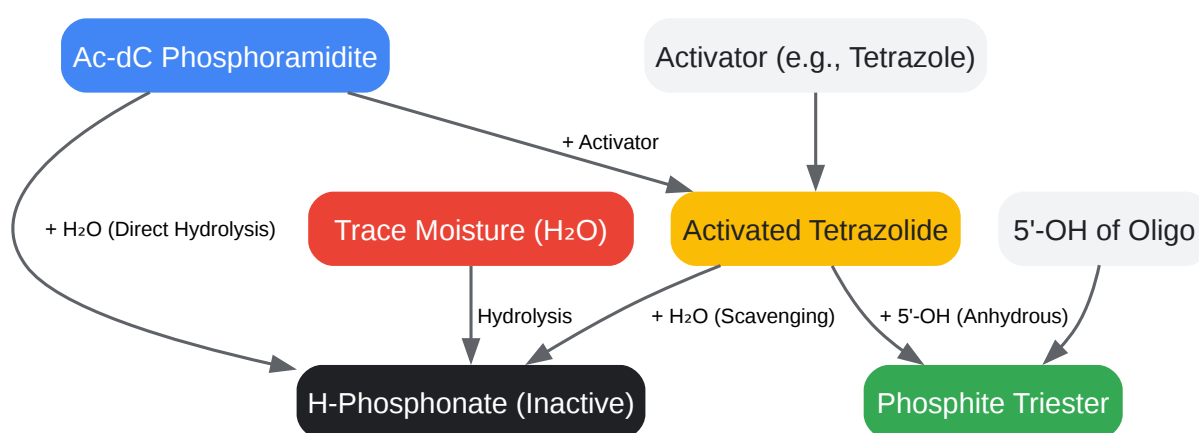 Ac-dC Phosphoramidite
Activator (e.g., Tetrazole)
+ Activator
+ H₂O (Direct Hydrolysis)
Trace Moisture (H₂O)
Activated Tetrazolide
5'-OH of Oligo
Hydrolysis
+ H₂O (Scavenging)
+ 5'-OH (Anhydrous)
H-Phosphonate (Inactive)
Phosphite Triester